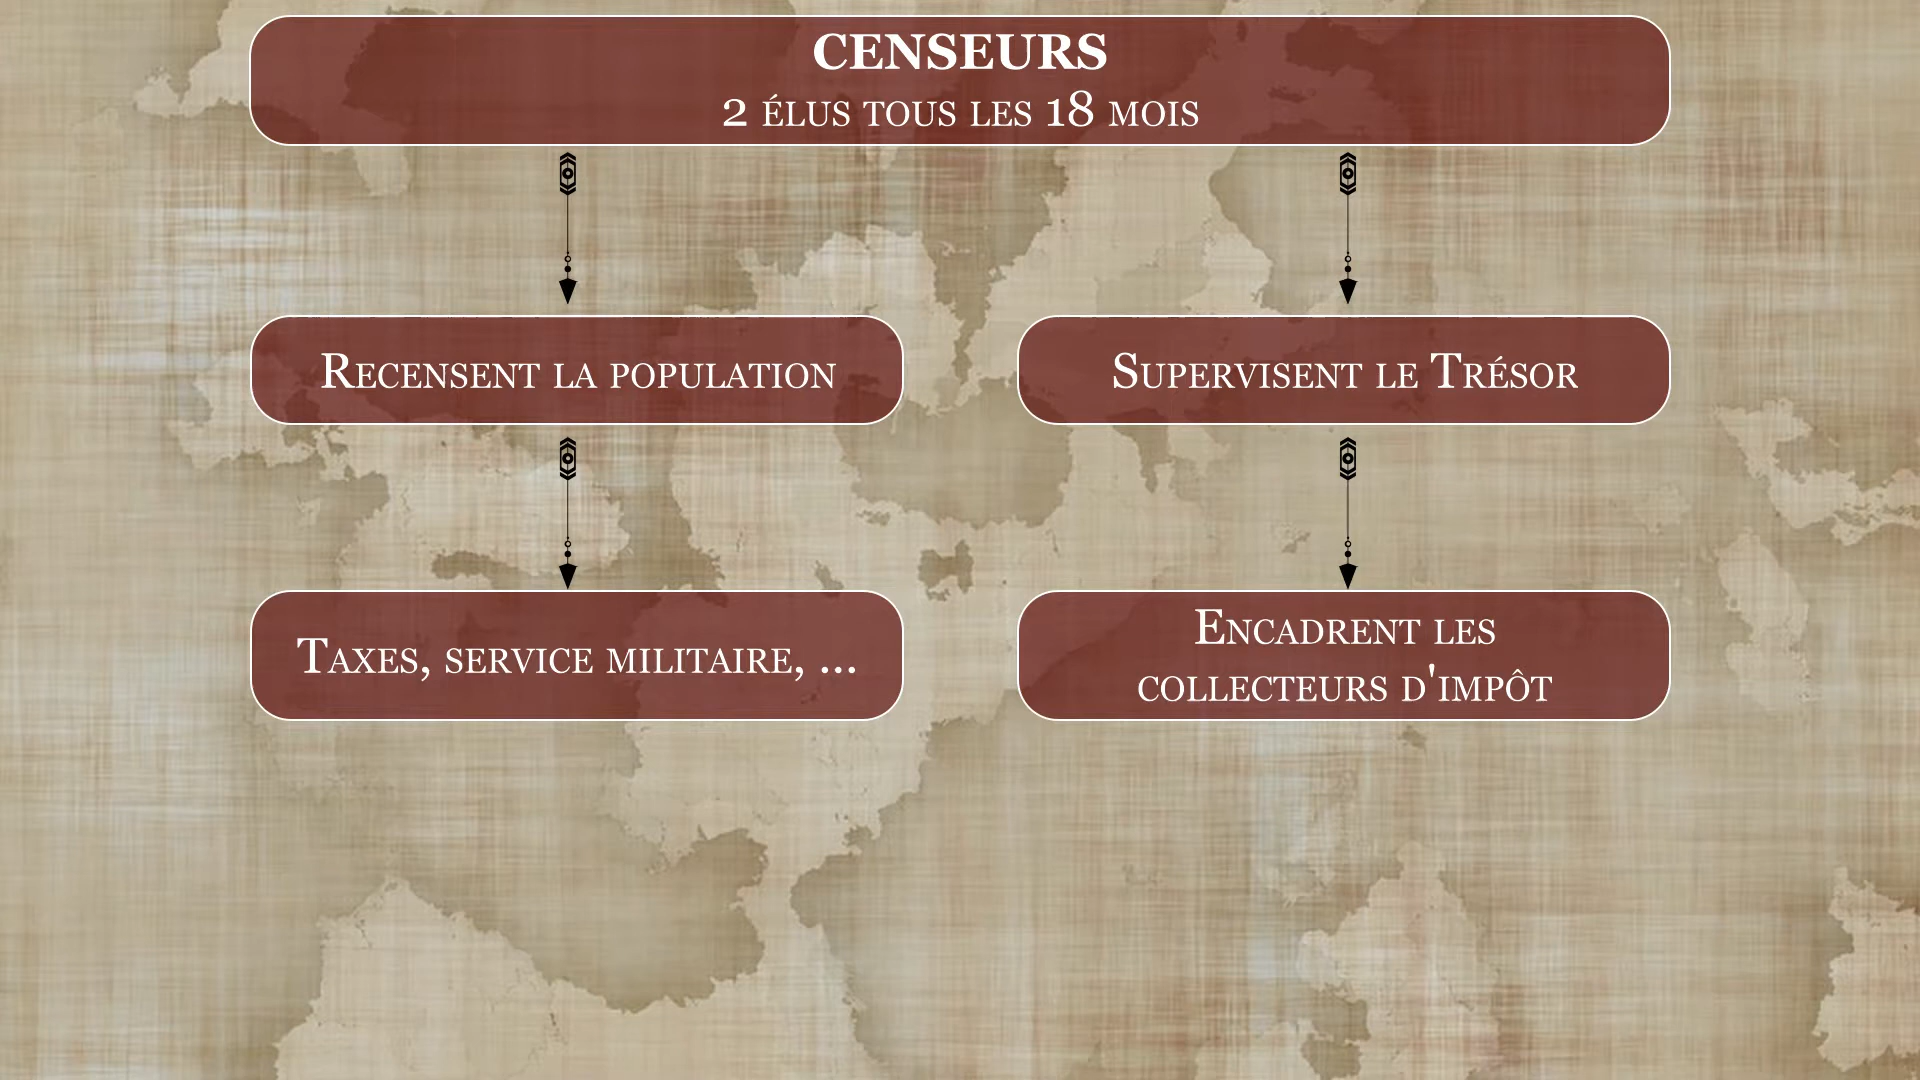 CENSEURS
2 élus tous les 18 mois
Recensent la population
Supervisent le Trésor
Taxes, service militaire, ...
Encadrent les
collecteurs d'impôt